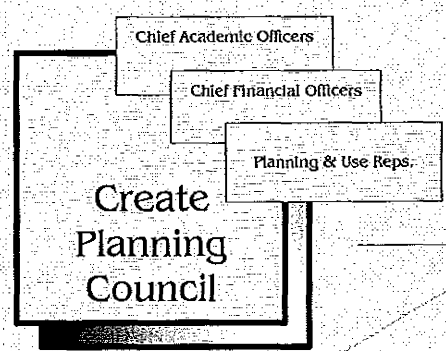 Chief Academic Officers
Chief Financial Officers
Planning & Use Reps.
Create
Planning
Council